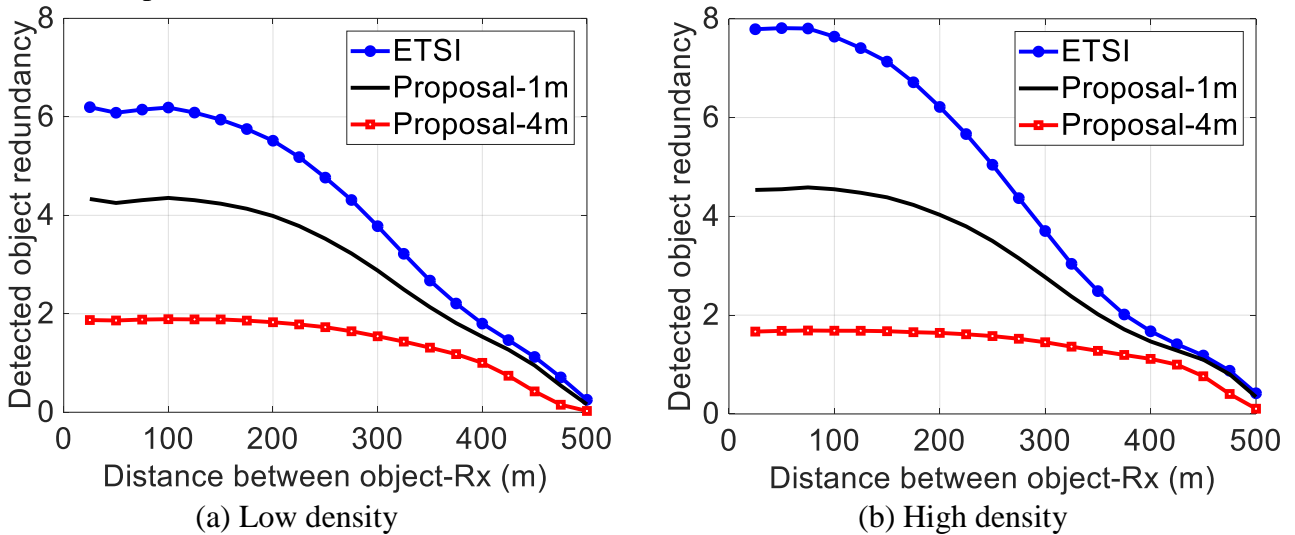 8
6
4
2
0
Detected object redundancy
ETSI
Proposal-1m
Proposal-4m
0 100 200 300 400 500
Distance between object-Rx (m)
(a) Low density
8
6
4
2
0
Detected object redundancy
ETSI
Proposal-1m
Proposal-4m
0 100 200 300 400 500
Distance between object-Rx (m)
(b) High density